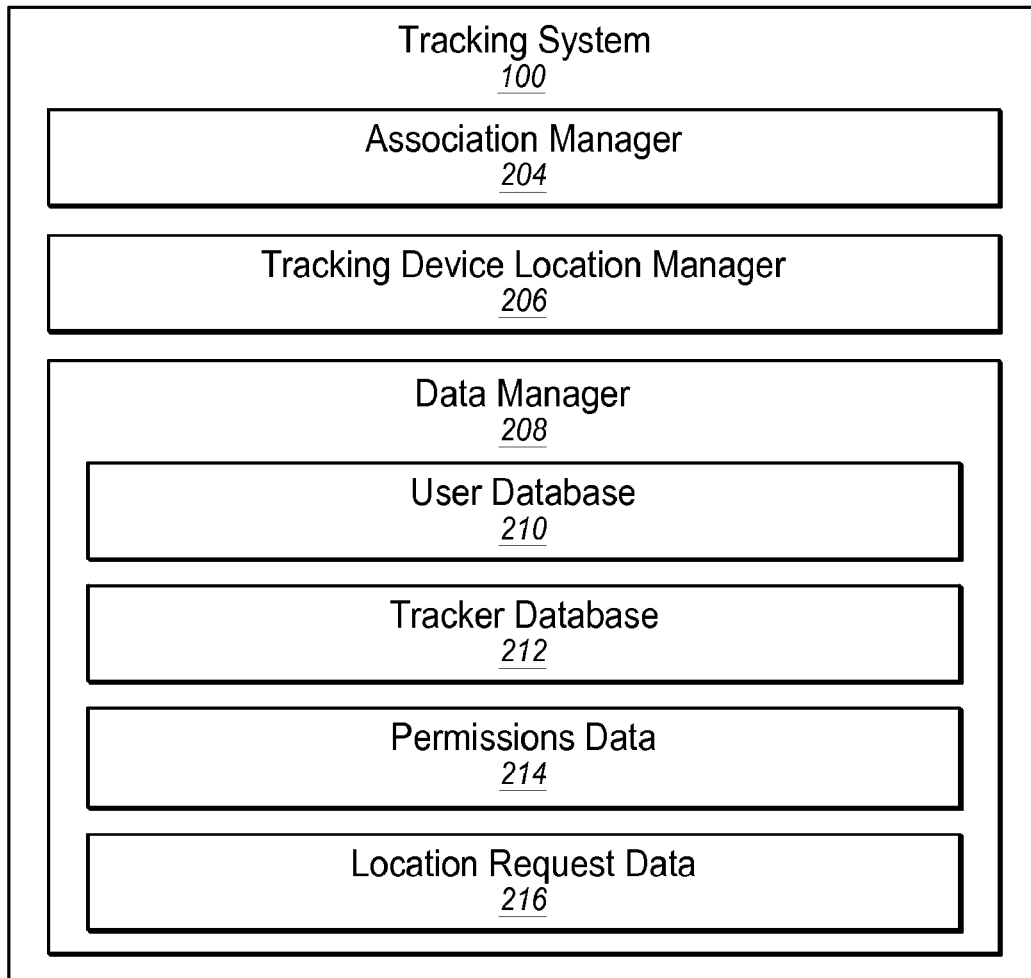 Tracking System
100
Association Manager
204
Tracking Device Location Manager
206
Data Manager
208
User Database
210
Tracker Database
212
Permissions Data
214
Location Request Data
216